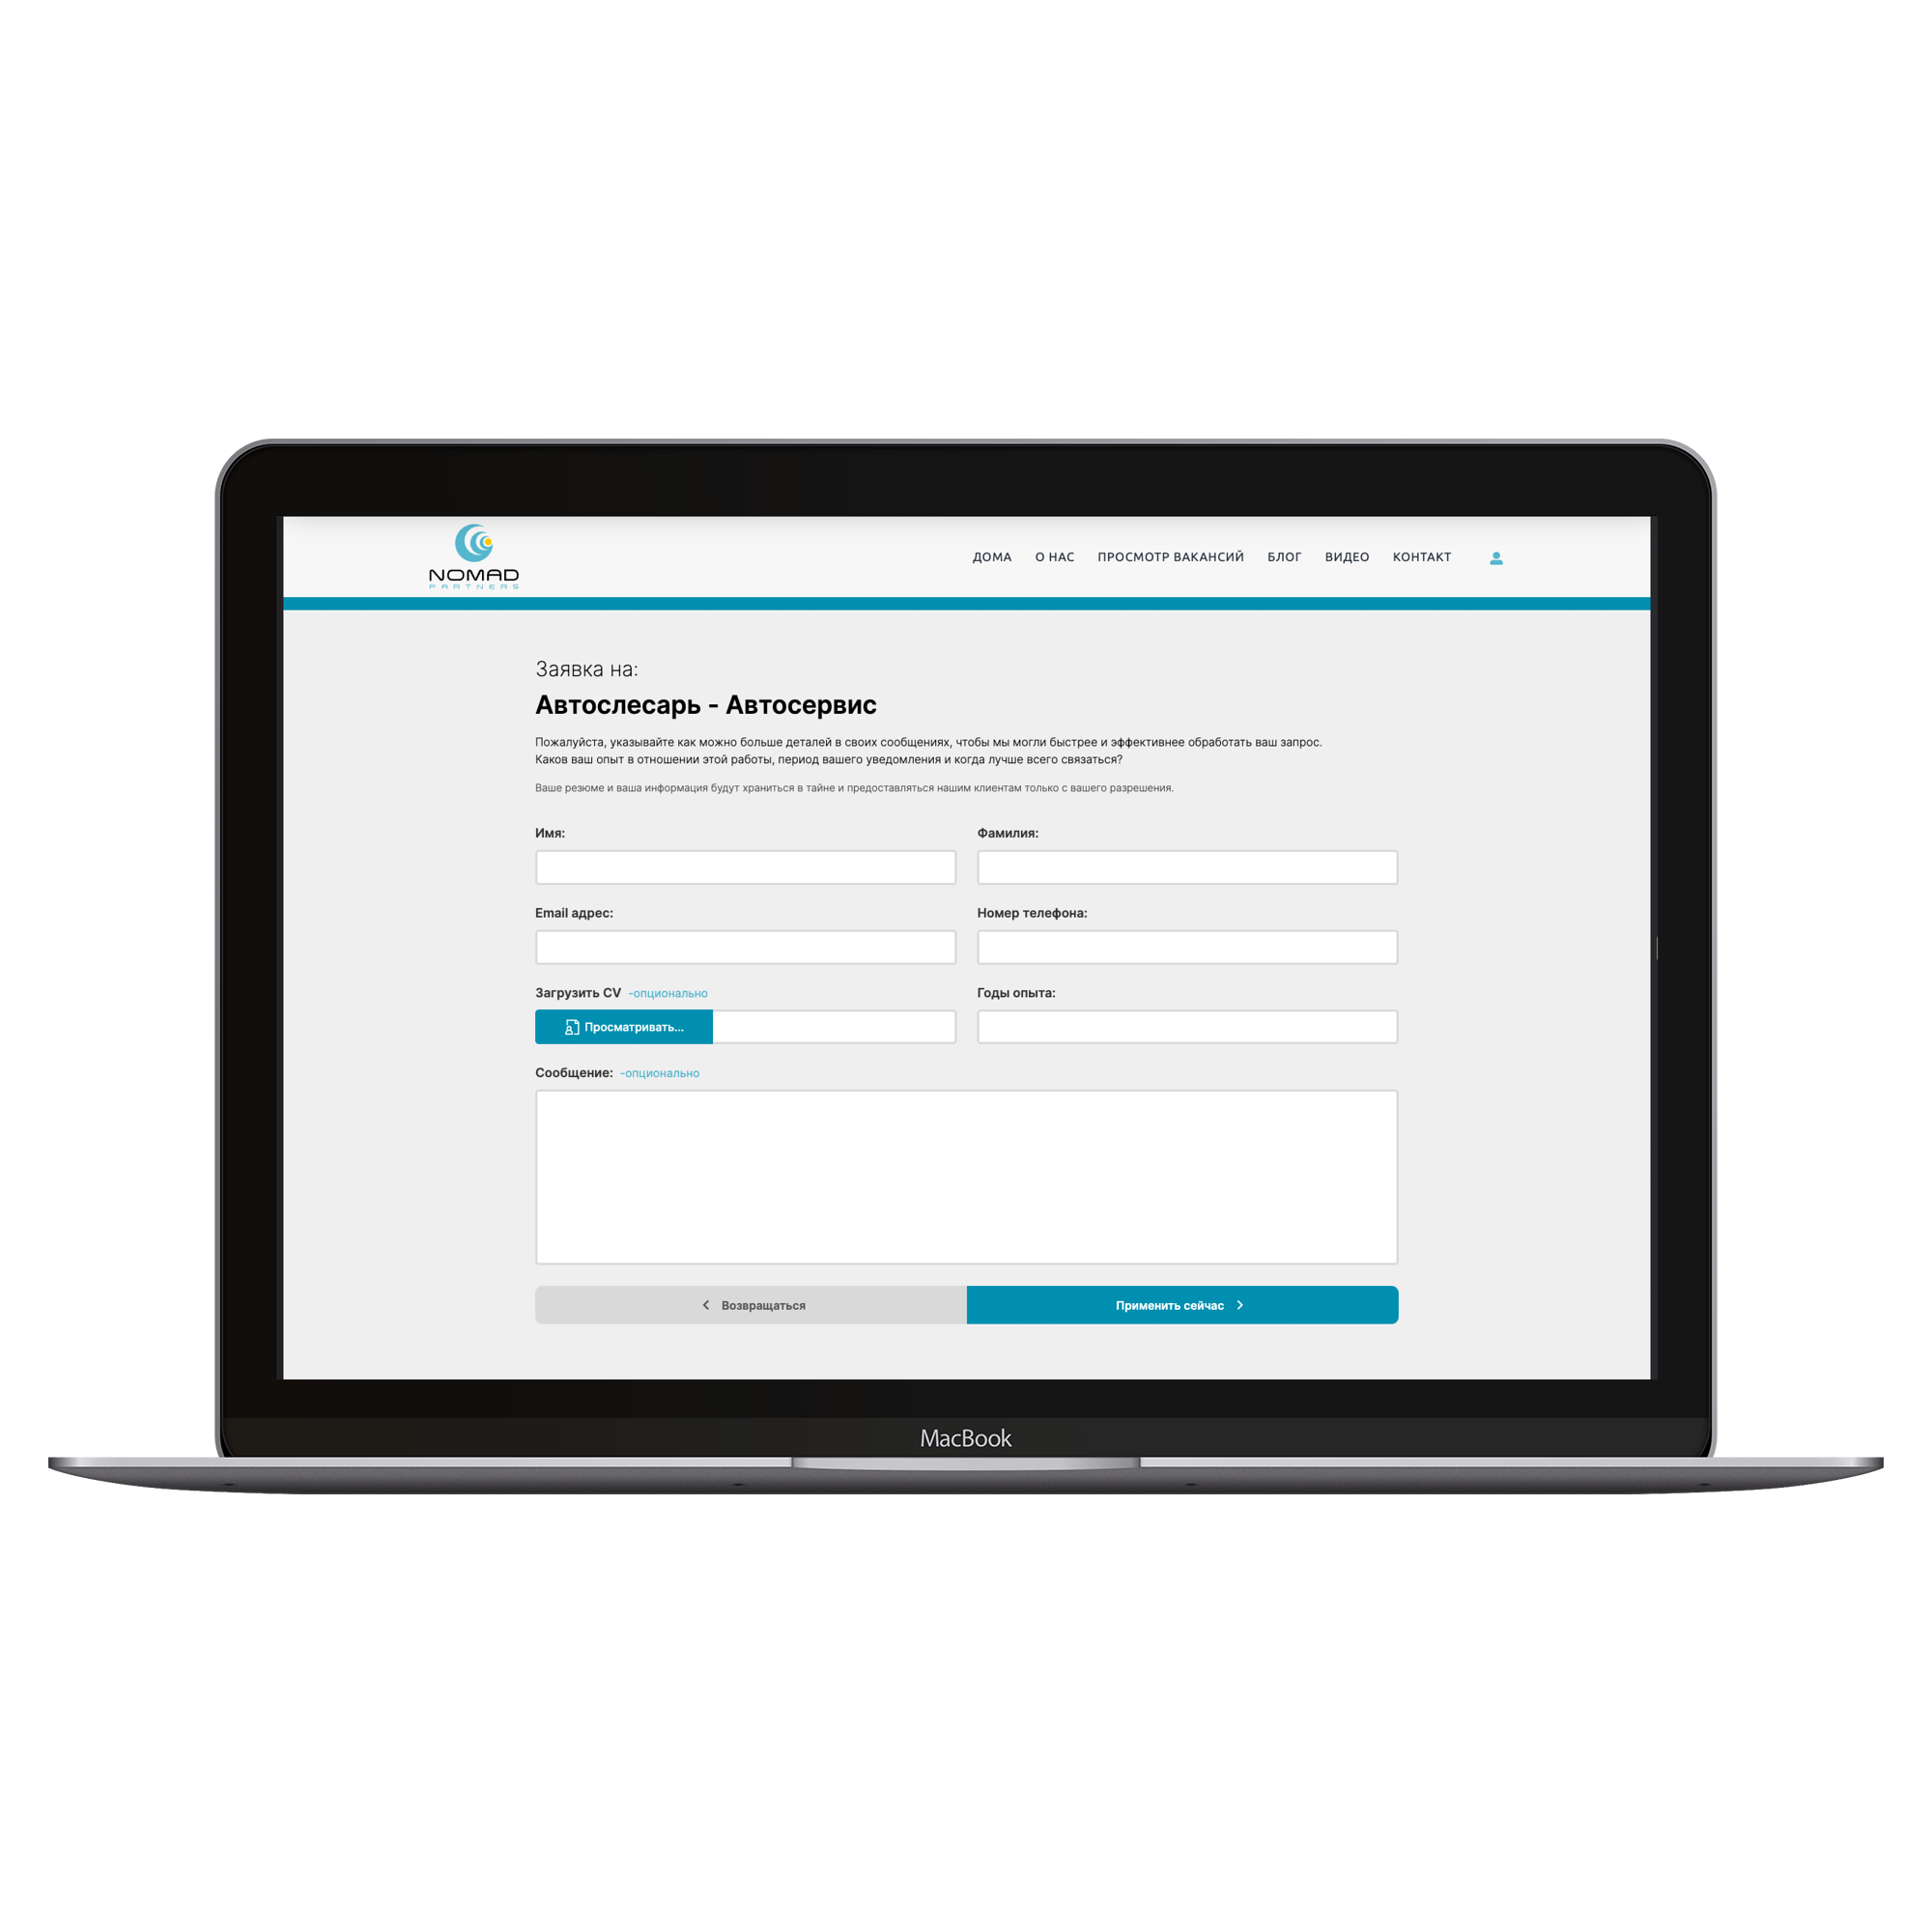 NOMAD
PARTNERS
ДОМА О НАС ПРОСМОТР ВАКАНСИЙ БЛОГ ВИДЕО КОНТАКТ
Заявка на:
Автослесарь - Автосервис
Пожалуйста, указывайте как можно больше деталей в своих сообщениях, чтобы мы могли быстрее и эффективнее обработать ваш запрос.
Каков ваш опыт в отношении этой работы, период вашего уведомления и когда лучше всего связаться?
Ваше резюме и ваша информация будут храниться в тайне и предоставляться нашим клиентам только с вашего разрешения.
Имя: Фамилия:
Email адрес: Номер телефона:
Загрузить CV -опционально Годы опыта:
Просматривать...
Сообщение: -опционально
Возвращаться Применить сейчас
MacBook